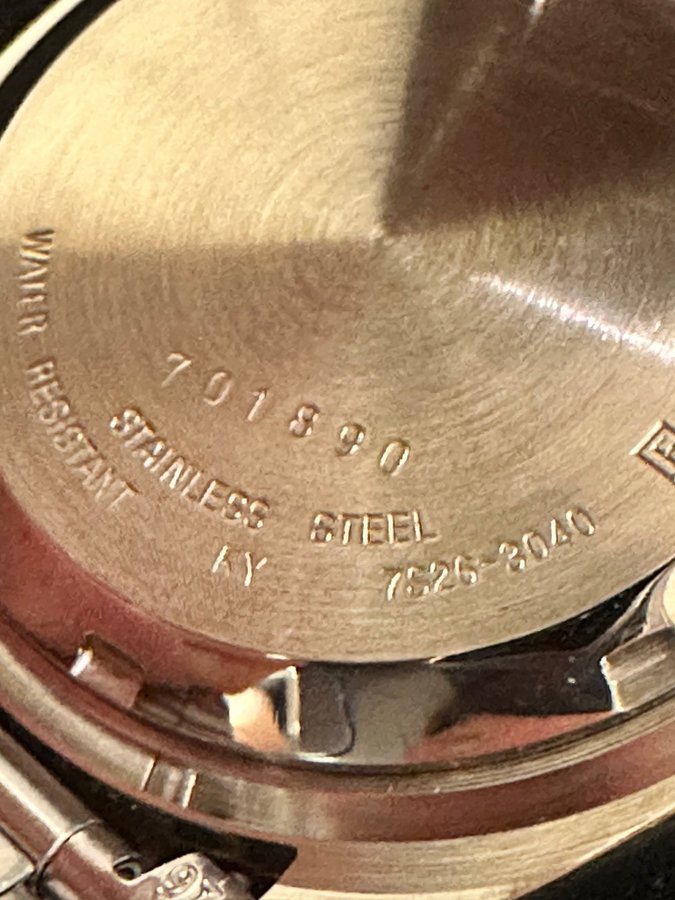 701890
STAINLESS STEEL
WATER RESISTANT
AY 7S26-3040